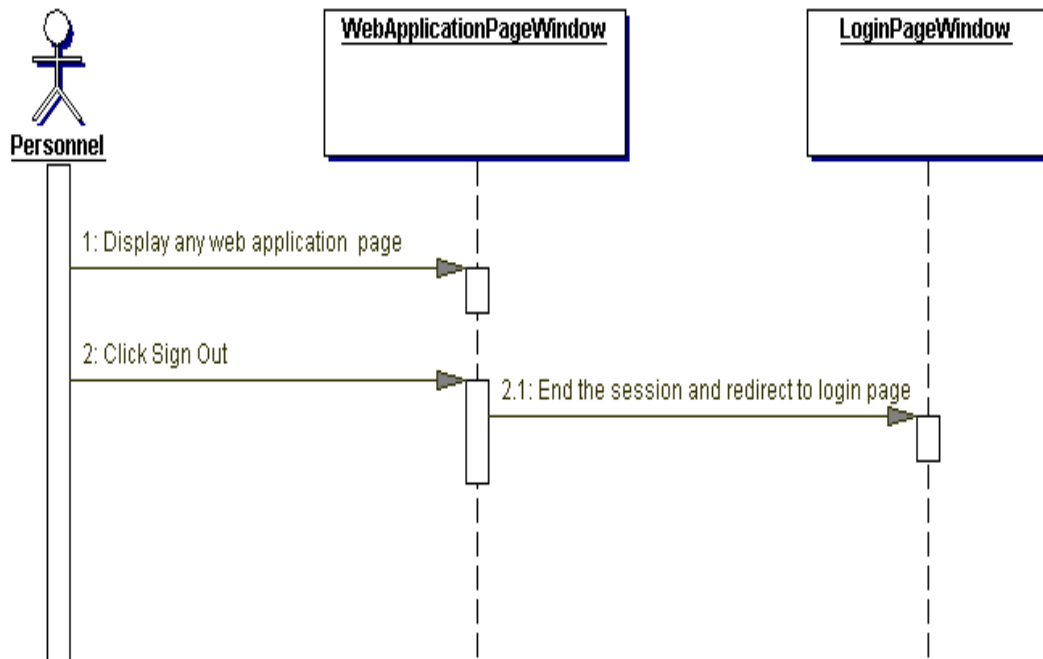 WebApplicationPageWindow
LoginPageWindow
Personnel
1: Display any web application page
2: Click Sign Out
2.1: End the session and redirect to login page